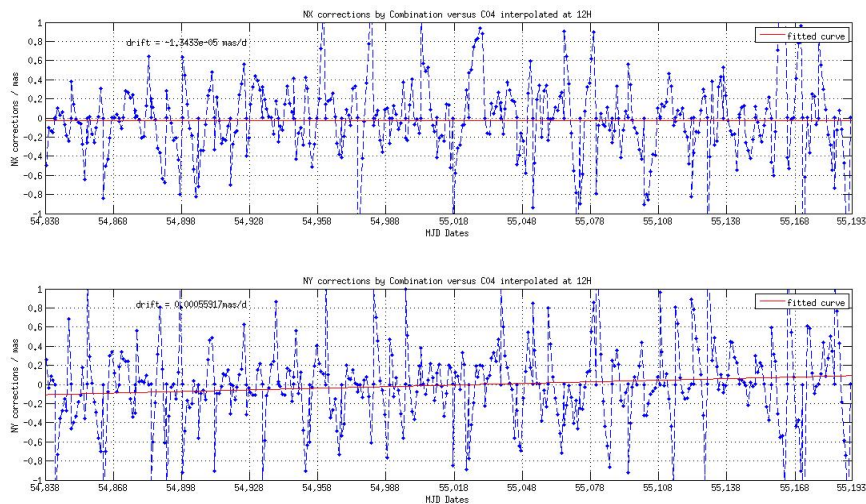 NX corrections by Combination versus C04 interpolated at 12H
drift = -1.3433e-05 mas/d
fitted curve
NX corrections / mas
1
0.8
0.6
0.4
0.2
0
-0.2
-0.4
-0.6
-0.8
-1
54,838 54,868 54,898 54,928 54,958 54,988 55,018 55,048 55,078 55,108 55,138 55,168 55,193
MJD Dates
NY corrections by Combination versus C04 interpolated at 12H
drift = 0.00055917mas/d
fitted curve
NY corrections / mas
1
0.8
0.6
0.4
0.2
0
-0.2
-0.4
-0.6
-0.8
-1
54,838 54,868 54,898 54,928 54,958 54,988 55,018 55,048 55,078 55,108 55,138 55,168 55,193
MJD Dates